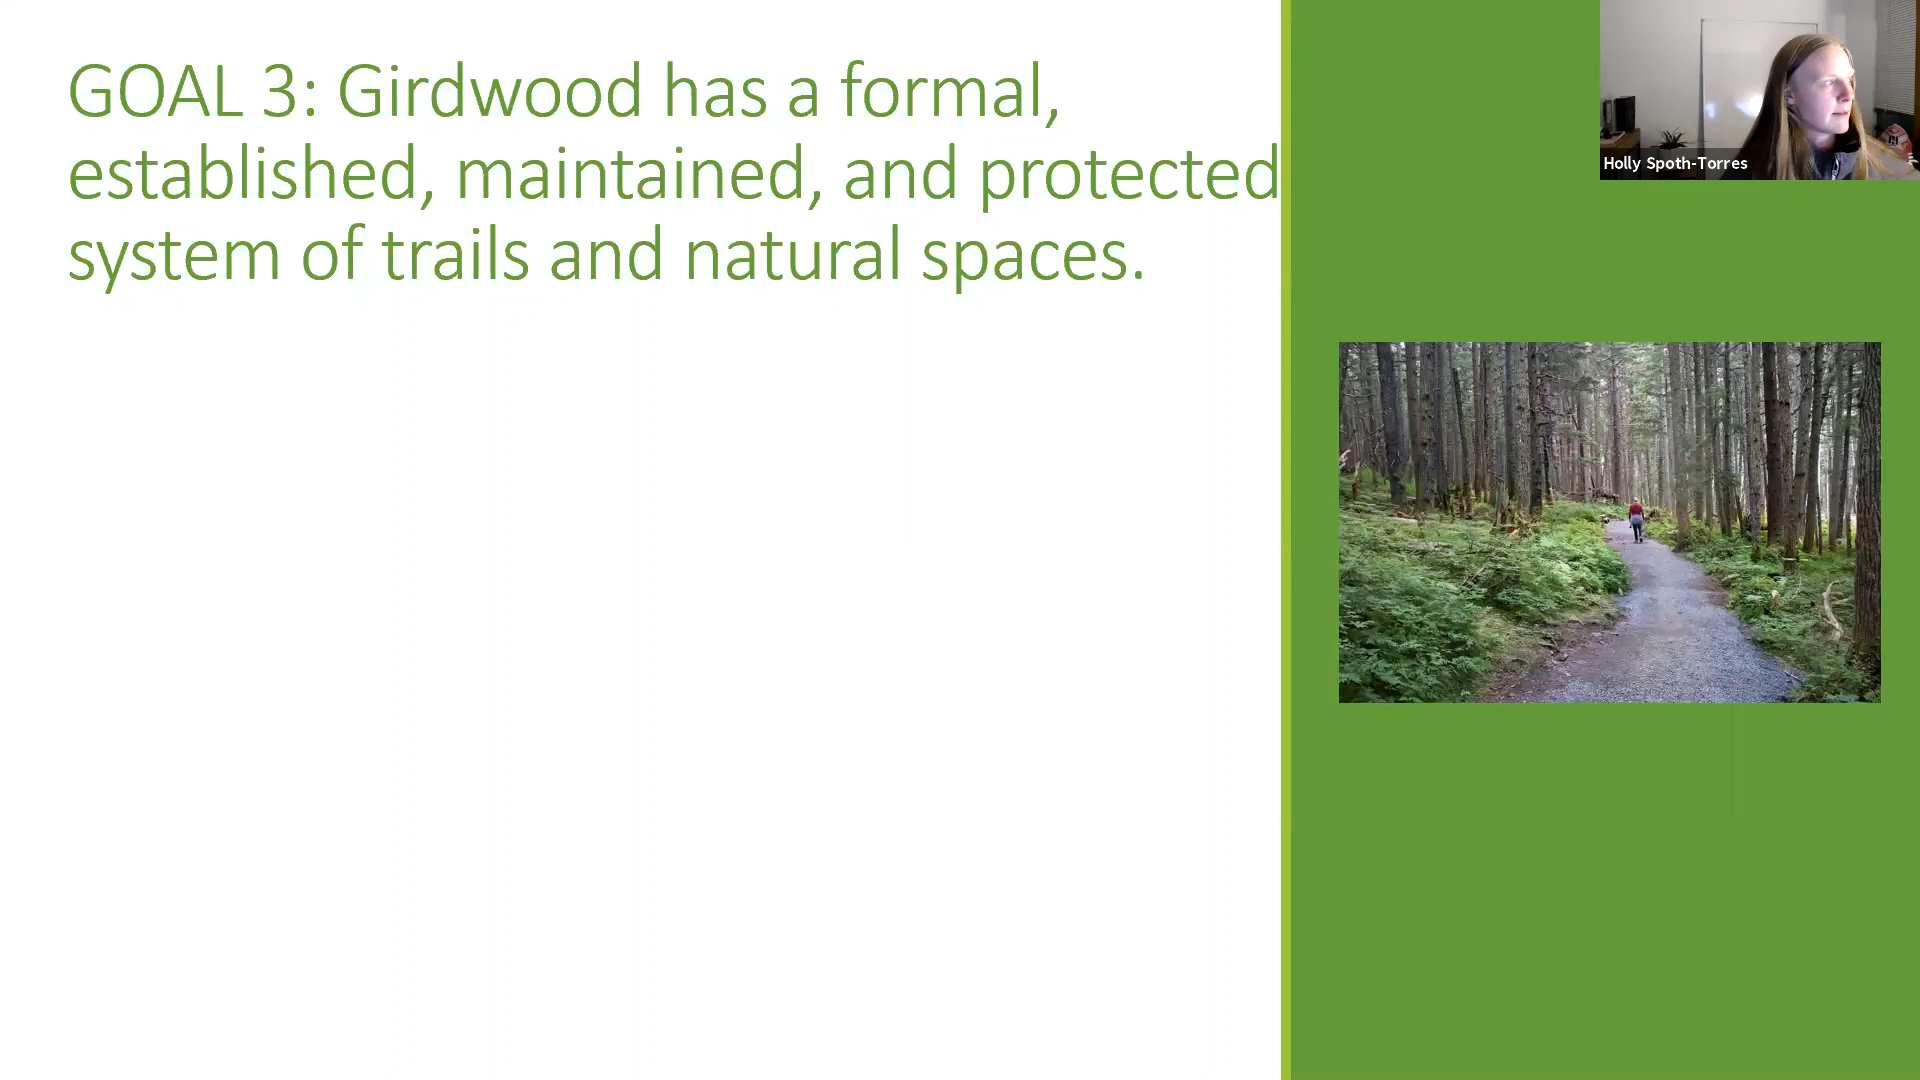 GOAL 3: Girdwood has a formal,
established, maintained, and protected
system of trails and natural spaces.
Holly Spoth-Torres